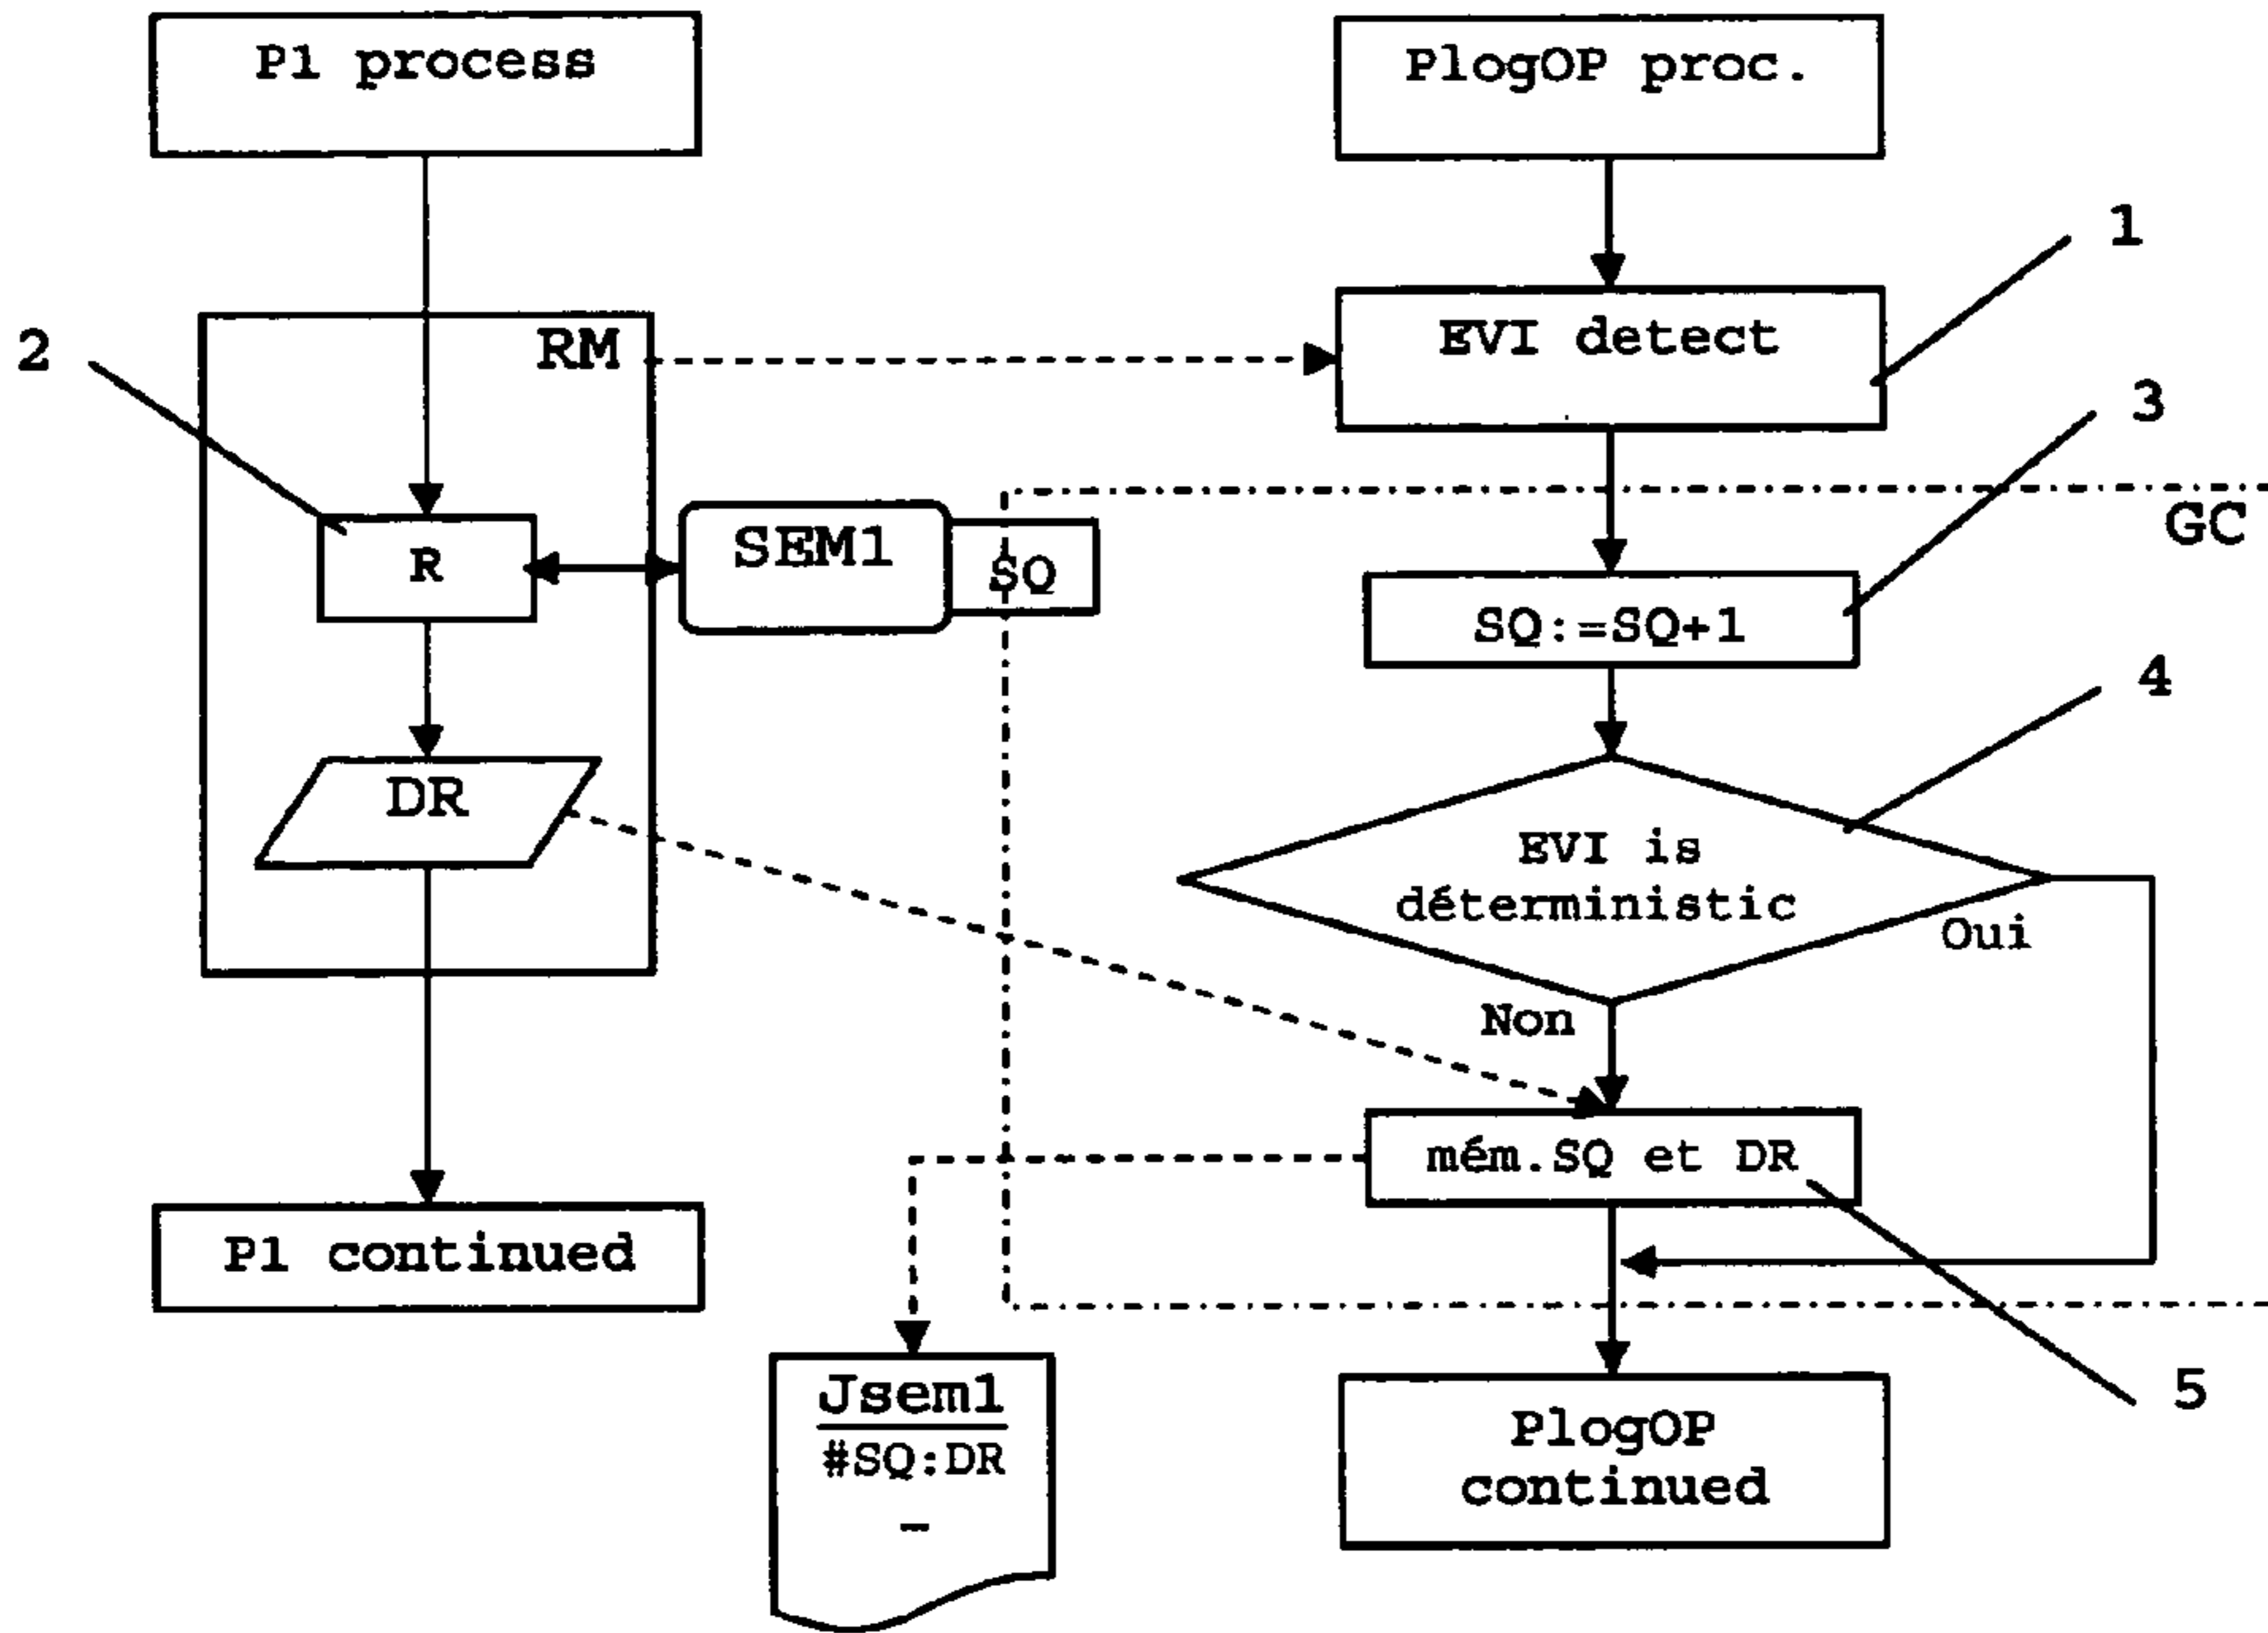 P1 process
PlogOP proc.
1
EVI detect
RM
2
3
GC
SEM1
SQ
R
SQ:=SQ+1
4
DR
EVI is
déterministic
Oui
Non
mém.SQ et DR
P1 continued
5
Jsem1
#SQ:DR
–
PlogOP
continued